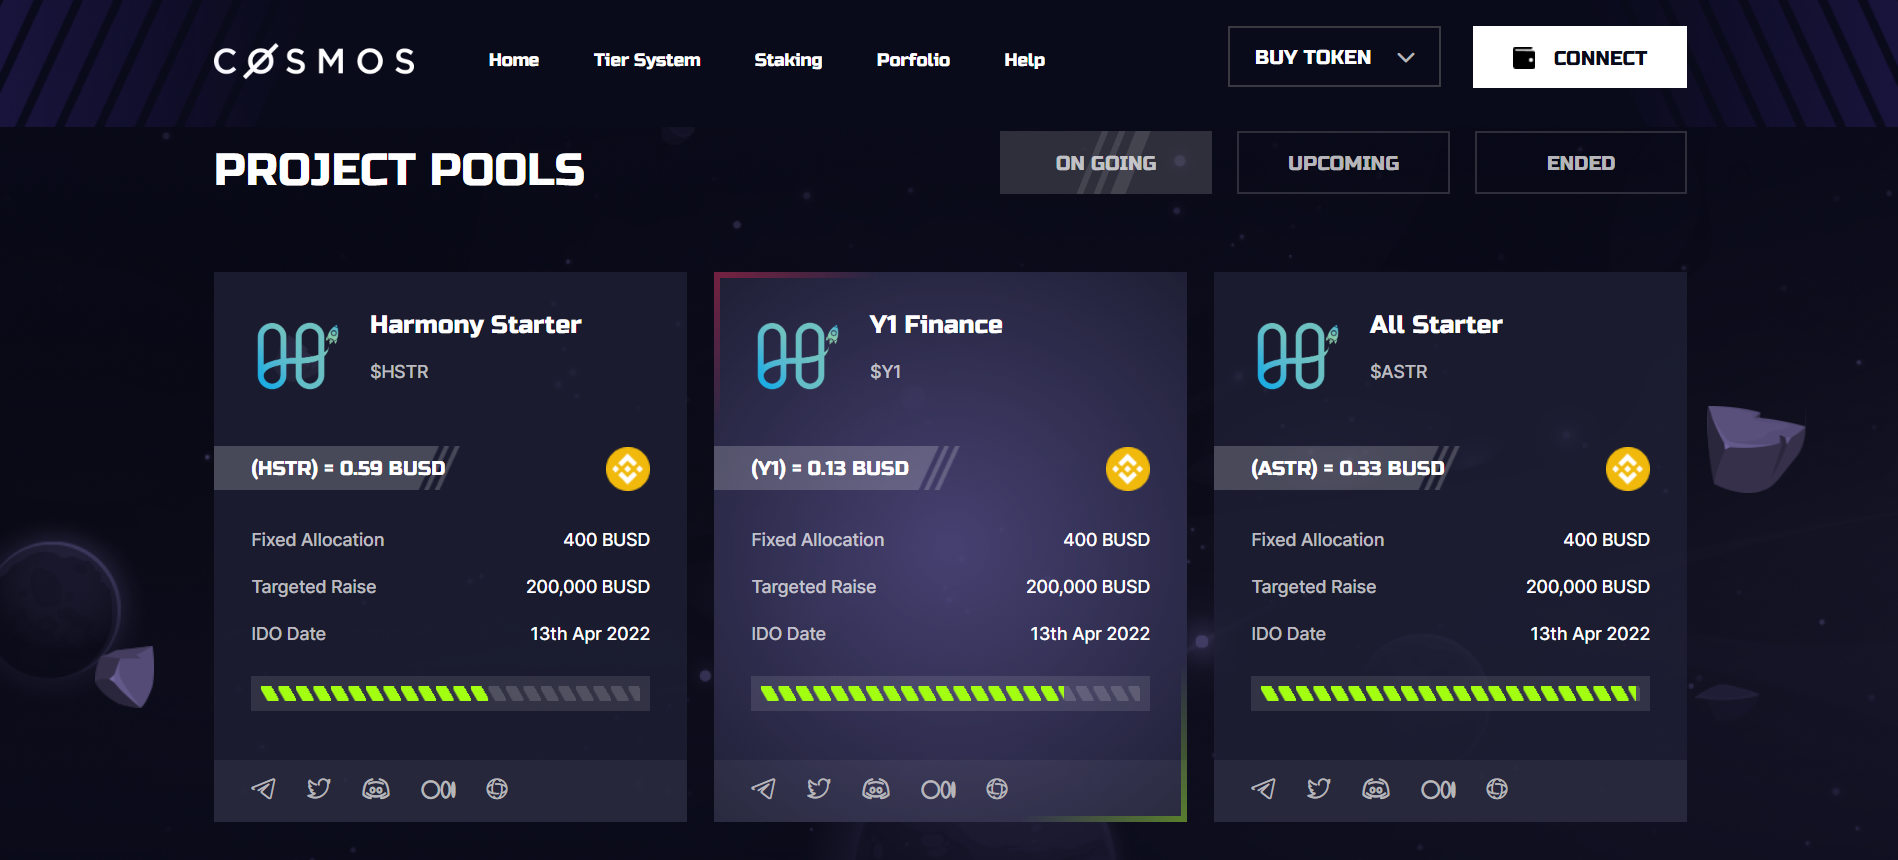 CØSMOS
Home Tier System Staking Porfolio Help
BUY TOKEN
CONNECT
PROJECT POOLS
ON GOING
UPCOMING
ENDED
Harmony Starter
$HSTR
(HSTR) = 0.59 BUSD
Fixed Allocation 400 BUSD
Targeted Raise 200,000 BUSD
IDO Date 13th Apr 2022
Y1 Finance
$Y1
(Y1) = 0.13 BUSD
Fixed Allocation 400 BUSD
Targeted Raise 200,000 BUSD
IDO Date 13th Apr 2022
All Starter
$ASTR
(ASTR) = 0.33 BUSD
Fixed Allocation 400 BUSD
Targeted Raise 200,000 BUSD
IDO Date 13th Apr 2022